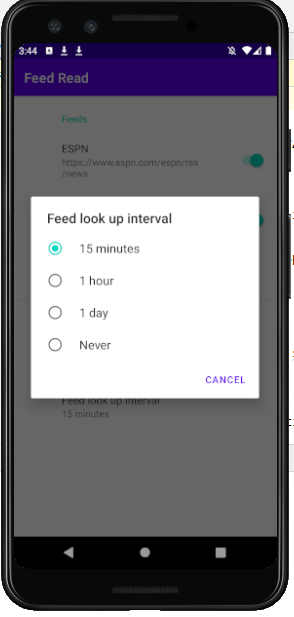 3:44
Feed Read
Feeds
ESPN
https://www.espn.com/espn/rss
/news
Feed look up interval
15 minutes
1 hour
1 day
Never
CANCEL
Feed look up interval
15 minutes